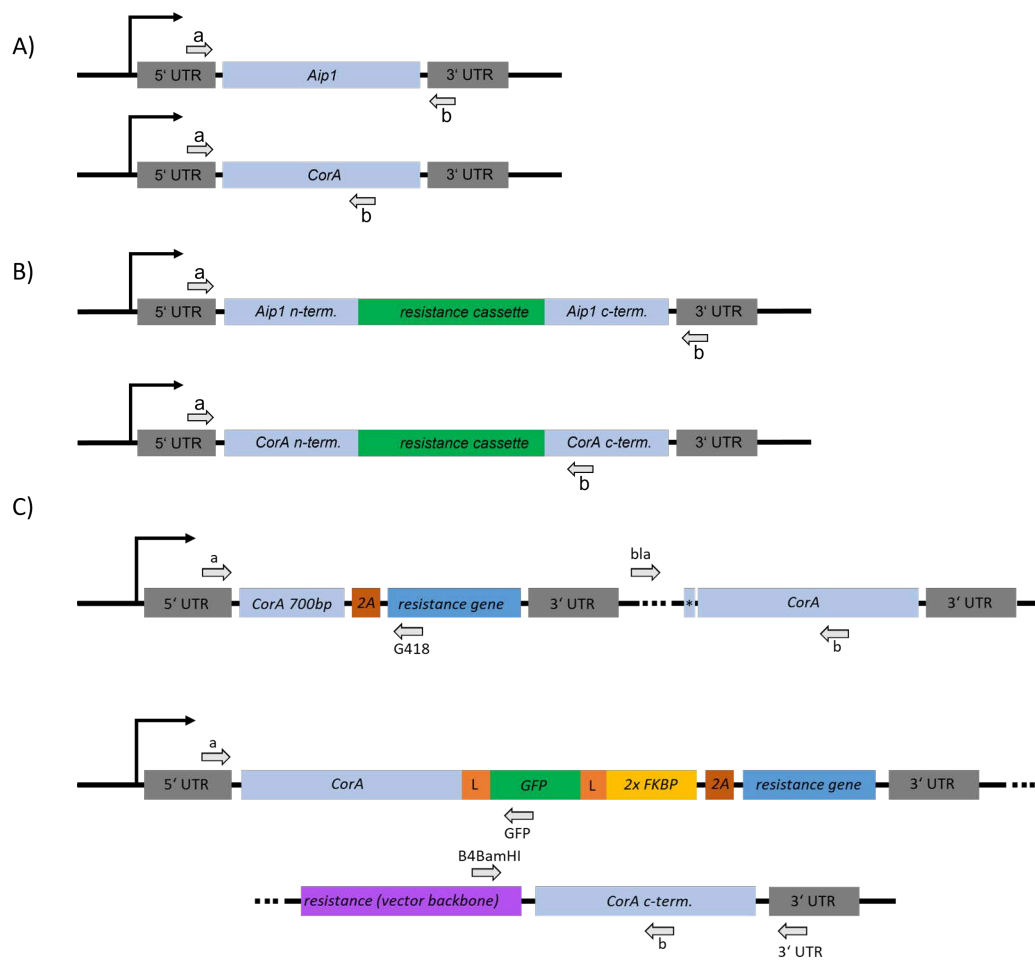 A)
a
5‘ UTR Aip1 3‘ UTR
b
a
5‘ UTR CorA 3‘ UTR
b
B)
a
5‘ UTR Aip1 n-term. resistance cassette Aip1 c-term. 3‘ UTR
b
a
5‘ UTR CorA n-term. resistance cassette CorA c-term. 3‘ UTR
b
C)
a bla
5‘ UTR CorA 700bp 2A resistance gene 3‘ UTR * CorA 3‘ UTR
G418 b
a
5‘ UTR CorA L GFP L 2x FKBP 2A resistance gene 3‘ UTR
GFP
B4BamHI
resistance (vector backbone) CorA c-term. 3‘ UTR
b 3‘ UTR